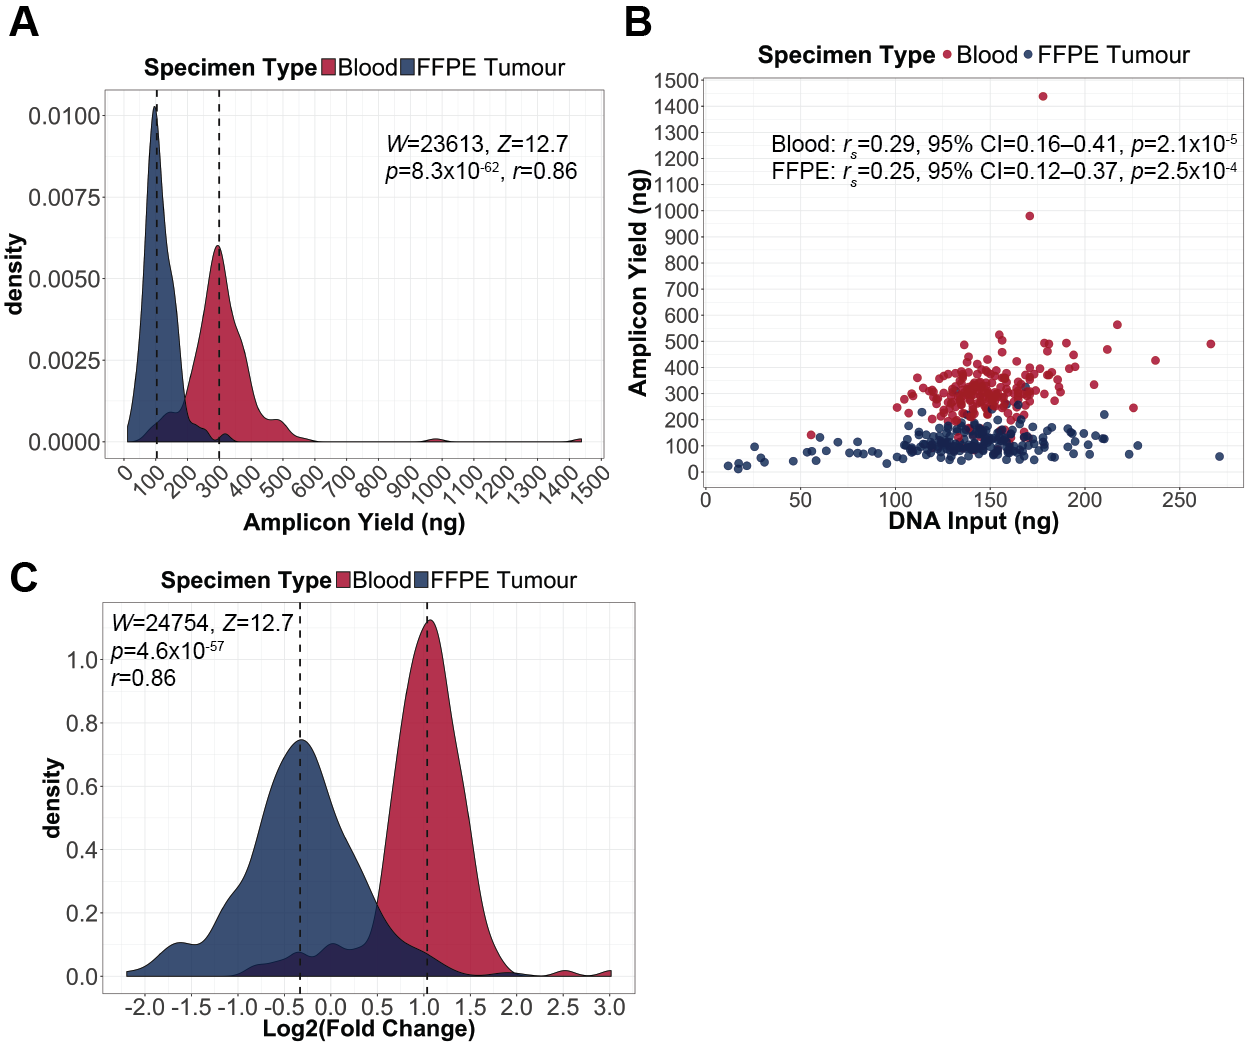 A
Specimen Type Blood FFPE Tumour
W=23613, Z=12.7
p=8.3x10-62, r=0.86
0.0100
0.0075
0.0050
0.0025
0.0000
density
0 100 200 300 400 500 600 700 800 900 1000 1100 1200 1300 1400 1500
Amplicon Yield (ng)
B
Specimen Type Blood FFPE Tumour
Blood: rs=0.29, 95% CI=0.16–0.41, p=2.1x10-5
FFPE: rs=0.25, 95% CI=0.12–0.37, p=2.5x10-4
1500
1400
1300
1200
1100
1000
900
800
700
600
500
400
300
200
100
0
Amplicon Yield (ng)
0 50 100 150 200 250
DNA Input (ng)
C
Specimen Type Blood FFPE Tumour
W=24754, Z=12.7
p=4.6x10-57
r=0.86
1.0
0.8
0.6
0.4
0.2
0.0
density
-2.0 -1.5 -1.0 -0.5 0.0 0.5 1.0 1.5 2.0 2.5 3.0
Log2(Fold Change)